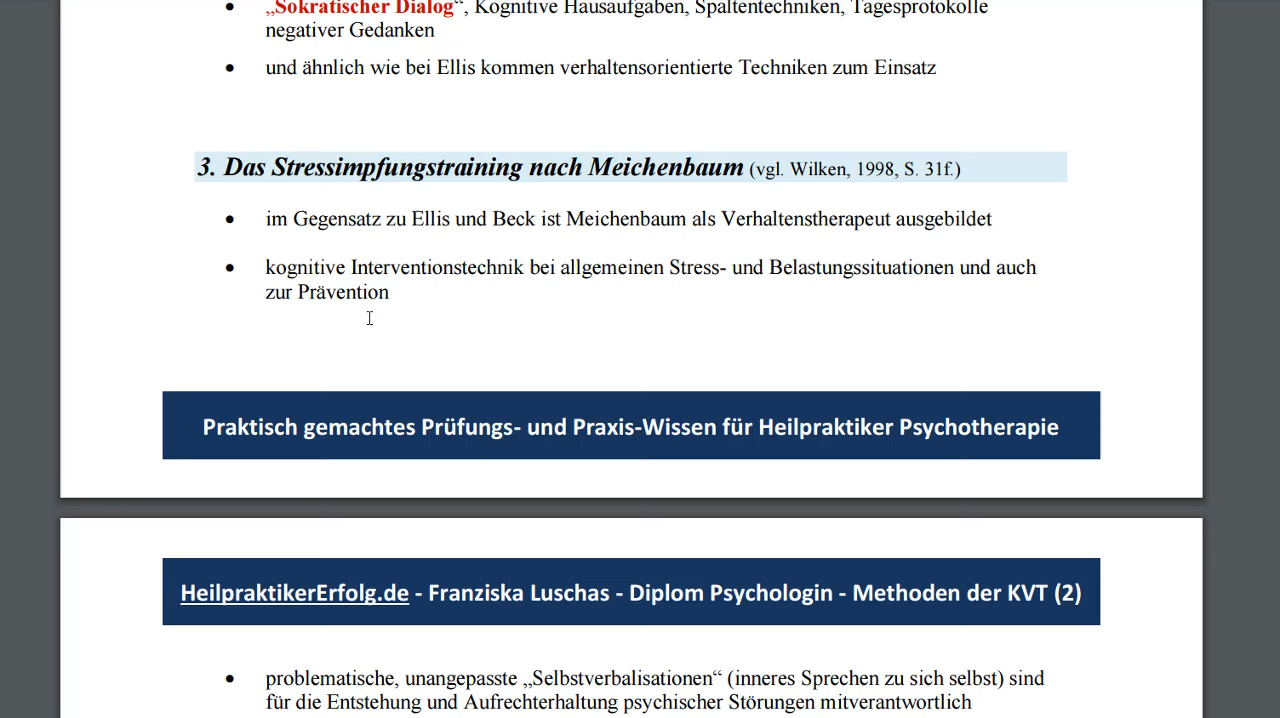 • „Sokratischer Dialog“, Kognitive Hausaufgaben, Spaltentechniken, Tagesprotokolle
negativer Gedanken
• und ähnlich wie bei Ellis kommen verhaltensorientierte Techniken zum Einsatz
3. Das Stressimpfungstraining nach Meichenbaum (vgl. Wilken, 1998, S. 31f.)
• im Gegensatz zu Ellis und Beck ist Meichenbaum als Verhaltenstherapeut ausgebildet
• kognitive Interventionstechnik bei allgemeinen Stress- und Belastungssituationen und auch
zur Prävention
Praktisch gemachtes Prüfungs- und Praxis-Wissen für Heilpraktiker Psychotherapie
HeilpraktikerErfolg.de - Franziska Luschas - Diplom Psychologin - Methoden der KVT (2)
• problematische, unangepasste „Selbstverbalisationen“ (inneres Sprechen zu sich selbst) sind
für die Entstehung und Aufrechterhaltung psychischer Störungen mitverantwortlich